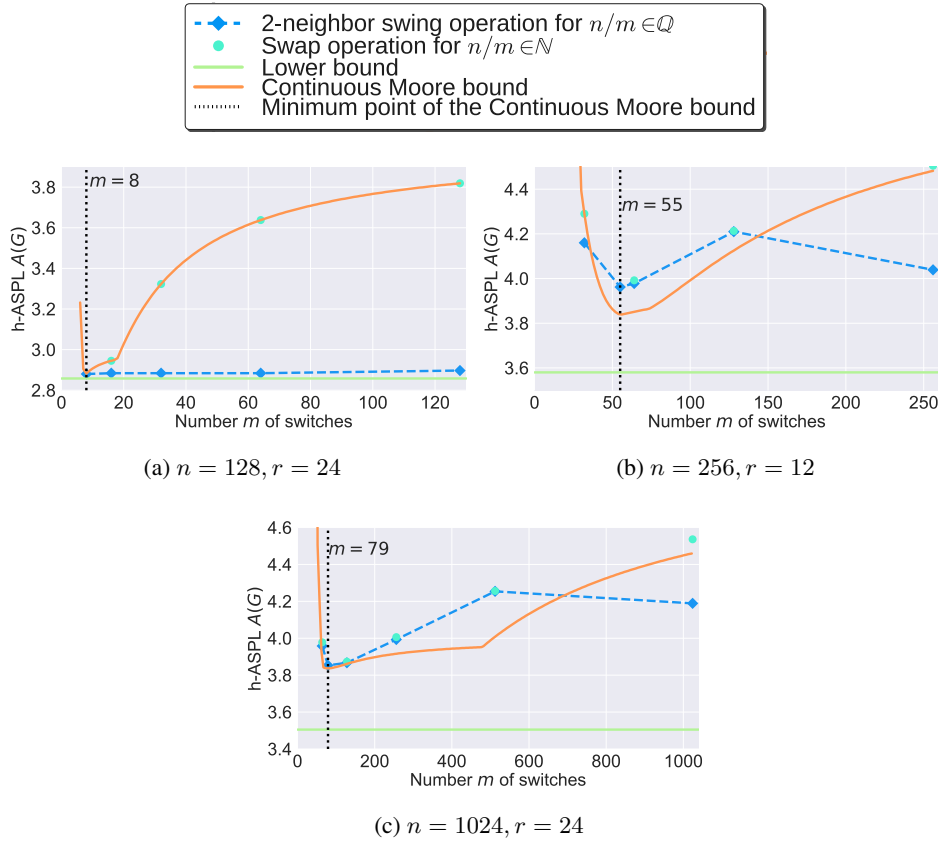 2-neighbor swing operation for n/m∈ℚ
Swap operation for n/m∈ℕ
Lower bound
Continuous Moore bound
Minimum point of the Continuous Moore bound
3.8
3.6
3.4
3.2
3.0
2.8
h-ASPL A(G)
m = 8
0 20 40 60 80 100 120
Number m of switches
(a) n = 128, r = 24
4.4
4.2
4.0
3.8
3.6
h-ASPL A(G)
m = 55
0 50 100 150 200 250
Number m of switches
(b) n = 256, r = 12
4.6
4.4
4.2
4.0
3.8
3.6
3.4
h-ASPL A(G)
m = 79
0 200 400 600 800 1000
Number m of switches
(c) n = 1024, r = 24